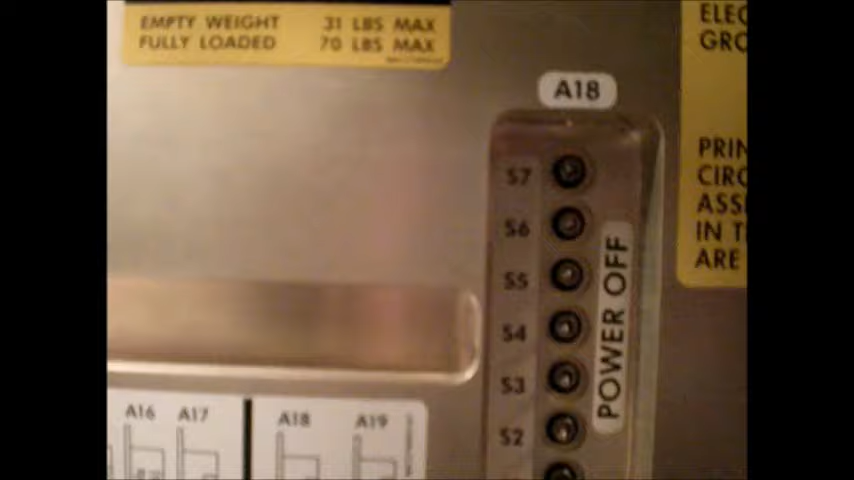 EMPTY WEIGHT 31 LBS MAX
FULLY LOADED 70 LBS MAX
A18
S7
S6
S5
S4
S3
S2
POWER OFF
ELEC
GRO
PRIN
CIRC
ASS
IN T
ARE
A16 A17 A18 A19